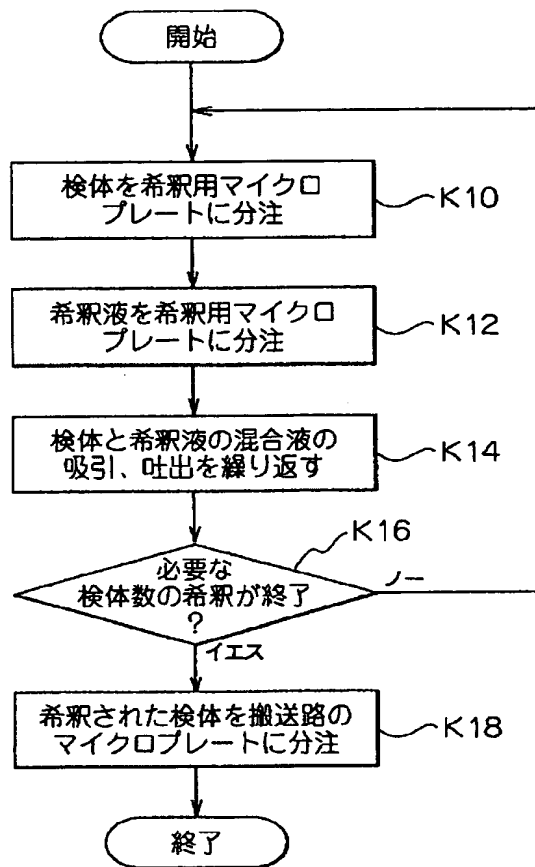 開始
検体を希釈用マイクロ
プレートに分注
K10
希釈液を希釈用マイクロ
プレートに分注
K12
検体と希釈液の混合液の
吸引、吐出を繰り返す
K14
K16
必要な
検体数の希釈が終了
?
ノー
イエス
希釈された検体を搬送路の
マイクロプレートに分注
K18
終了